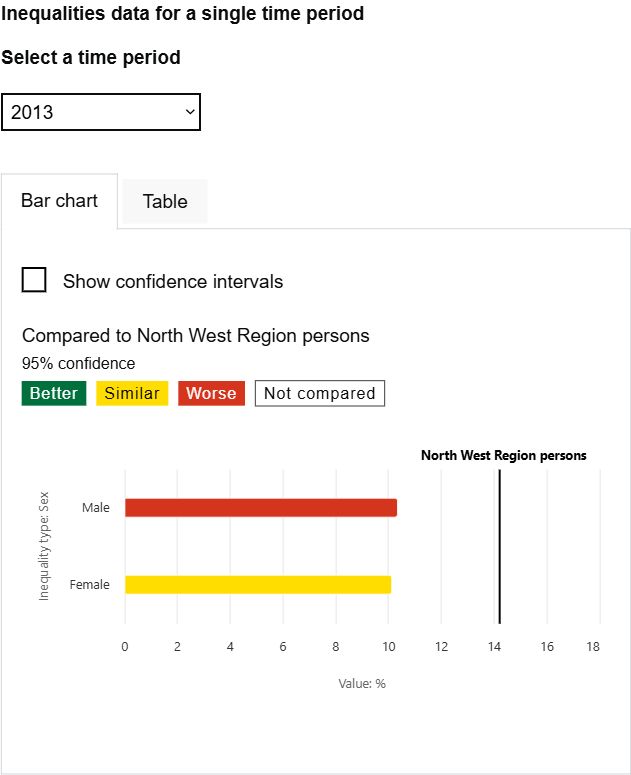 Inequalities data for a single time period
Select a time period
2013
Bar chart Table
Show confidence intervals
Compared to North West Region persons
95% confidence
Better Similar Worse Not compared
North West Region persons
Inequality type: Sex
Male
Female
0 2 4 6 8 10 12 14 16 18
Value: %